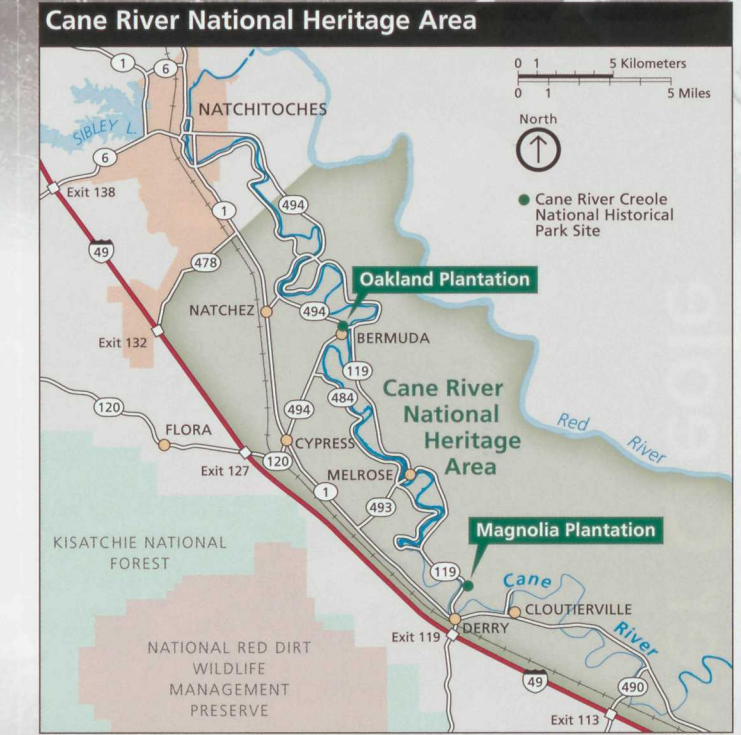 Cane River National Heritage Area
0 1 5 Kilometers
0 1 5 Miles
North
Cane River Creole
National Historical
Park Site
1
6
NATCHITOCHES
SIBLEY L.
6
Exit 138
494
1
49
478
Oakland Plantation
NATCHEZ
494
BERMUDA
Exit 132
119
Cane River
National
Heritage
Area
484
120
494
Red River
FLORA
CYPRESS
120
Exit 127
MELROSE
1
493
KISATCHIE NATIONAL
FOREST
Magnolia Plantation
119
Cane River
CLOUTIERVILLE
DERRY
Exit 119
NATIONAL RED DIRT
WILDLIFE
MANAGEMENT
PRESERVE
49
490
Exit 113